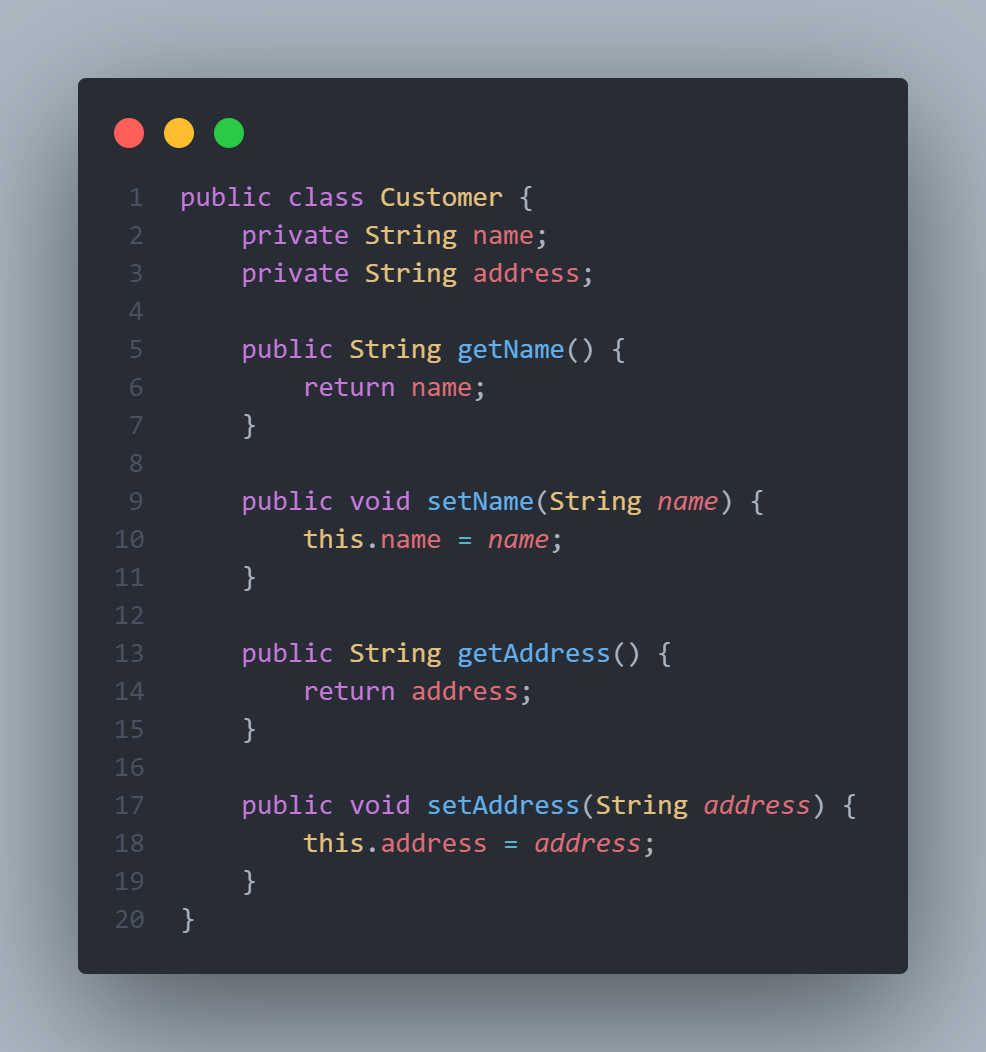 1 public class Customer {
2     private String name;
3     private String address;
4
5     public String getName() {
6         return name;
7     }
8
9     public void setName(String name) {
10         this.name = name;
11     }
12
13     public String getAddress() {
14         return address;
15     }
16
17     public void setAddress(String address) {
18         this.address = address;
19     }
20 }